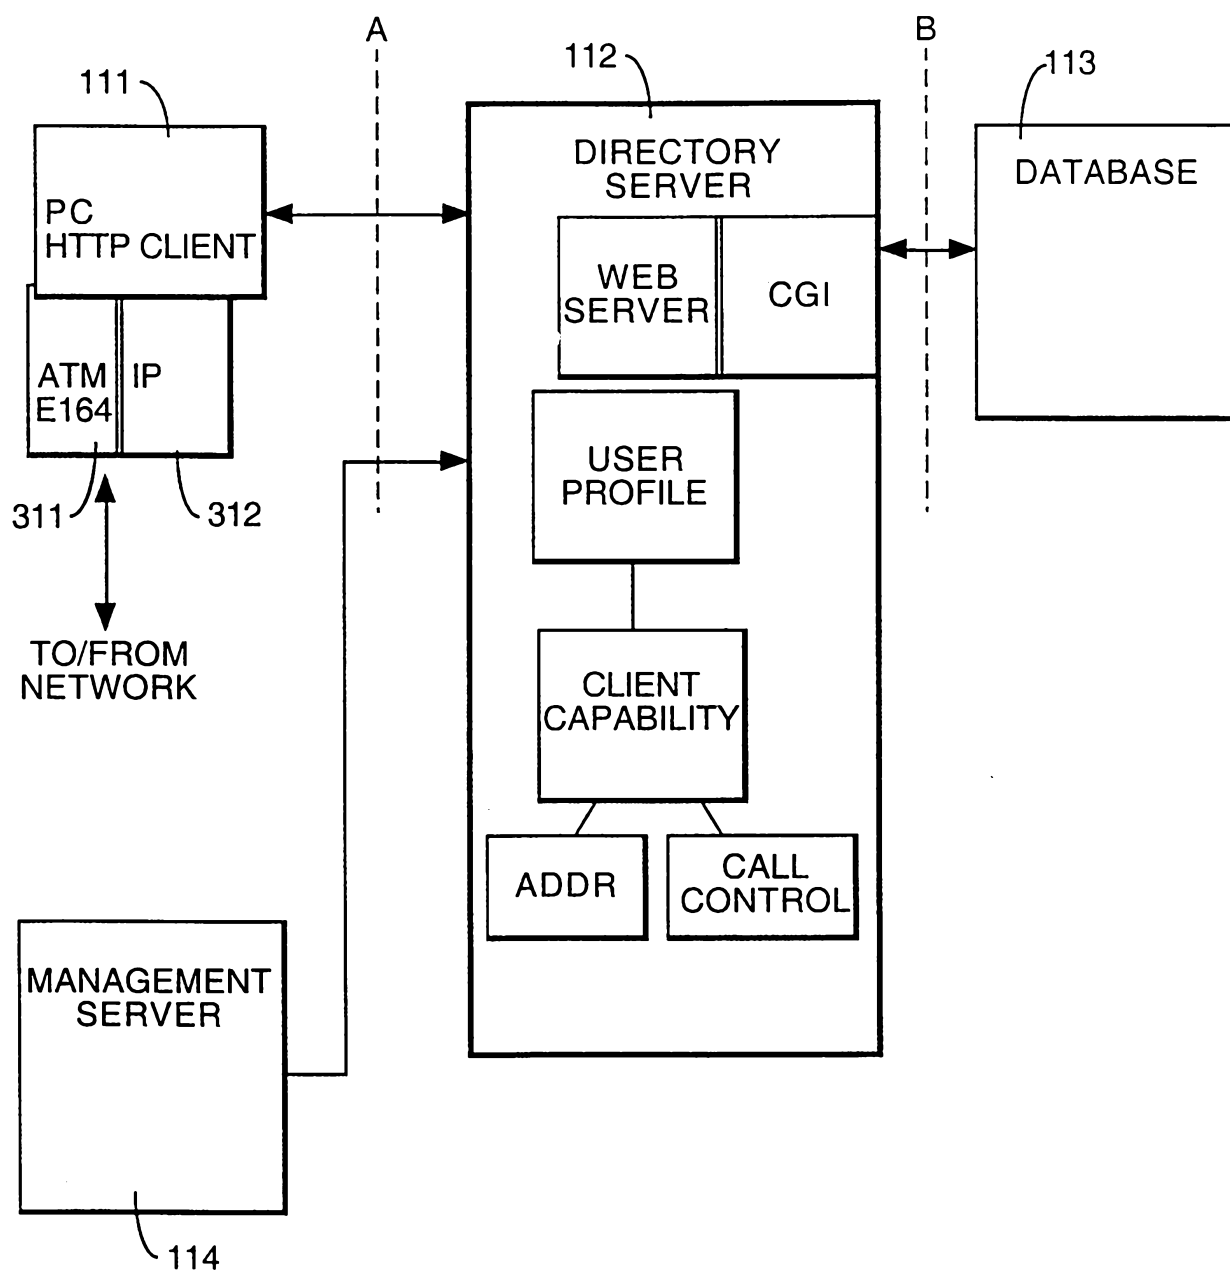 A
B
112
113
111
DIRECTORY
SERVER
DATABASE
PC
HTTP CLIENT
WEB
SERVER
CGI
ATM
E164
IP
USER
PROFILE
311
312
TO/FROM
NETWORK
CLIENT
CAPABILITY
ADDR
CALL
CONTROL
MANAGEMENT
SERVER
114